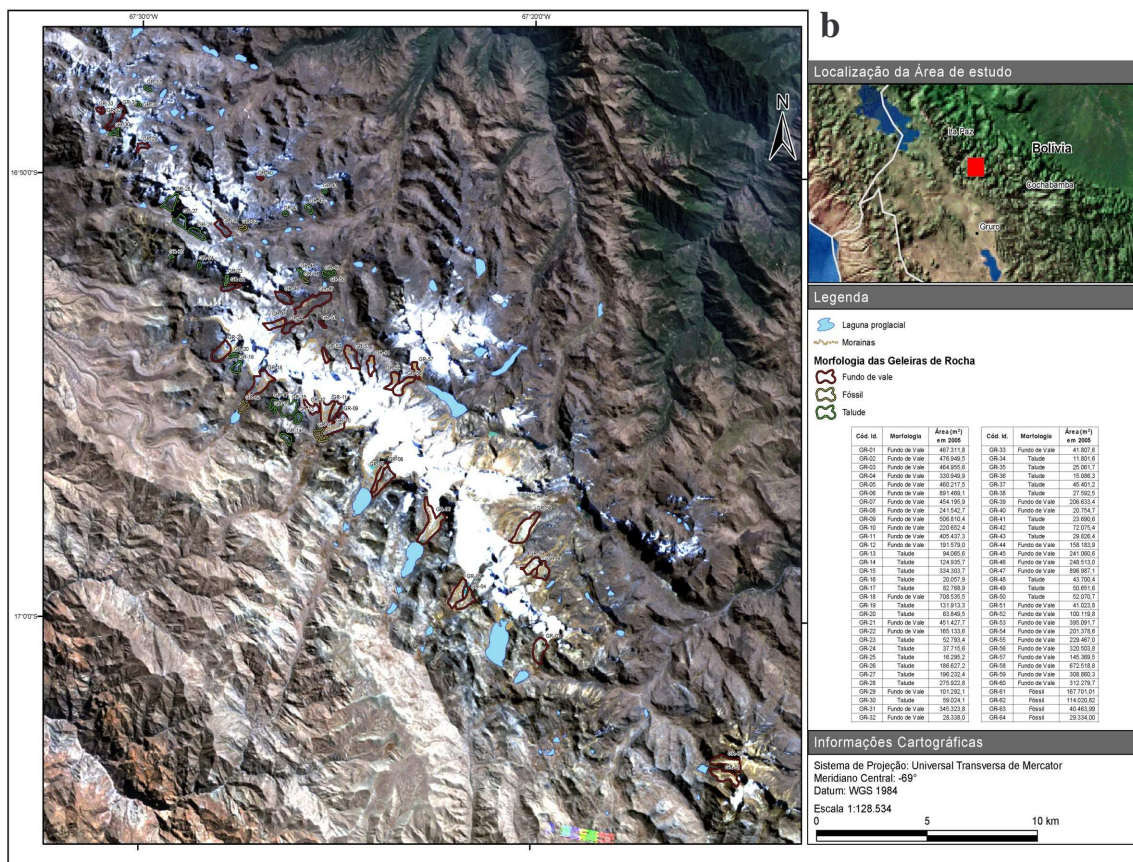 67°30'0"W
67°20'0"W
b
16°50'0"S
17°0'0"S
N
Localização da Área de estudo
La Paz
Bolívia
Cochabamba
Oruro
Legenda
Laguna proglacial
Morainas
Morfologia das Geleiras de Rocha
Fundo de vale
Fóssil
Talude
Cód. Id. Morfologia Área (m²) em 2005
GR-01 Fundo de Vale 467.311,8
GR-02 Fundo de Vale 476.949,5
GR-03 Fundo de Vale 464.955,6
GR-04 Fundo de Vale 330.949,9
GR-05 Fundo de Vale 460.217,5
GR-06 Fundo de Vale 891.469,1
GR-07 Fundo de Vale 454.195,9
GR-08 Fundo de Vale 241.542,7
GR-09 Fundo de Vale 506.810,4
GR-10 Fundo de Vale 220.652,4
GR-11 Fundo de Vale 405.437,3
GR-12 Fundo de Vale 191.579,0
GR-13 Talude 94.065,6
GR-14 Talude 124.935,7
GR-15 Talude 334.303,7
GR-16 Talude 20.057,9
GR-17 Talude 82.768,9
GR-18 Fundo de Vale 708.535,5
GR-19 Talude 131.913,3
GR-20 Talude 63.849,5
GR-21 Fundo de Vale 451.427,7
GR-22 Fundo de Vale 165.133,6
GR-23 Talude 52.793,4
GR-24 Talude 37.715,6
GR-25 Talude 16.295,2
GR-26 Talude 186.627,2
GR-27 Talude 196.232,4
GR-28 Talude 275.922,8
GR-29 Fundo de Vale 101.292,1
GR-30 Talude 59.024,1
GR-31 Fundo de Vale 345.323,8
GR-32 Fundo de Vale 28.338,0
Cód. Id. Morfologia Área (m²) em 2005
GR-33 Fundo de Vale 41.807,6
GR-34 Talude 11.801,6
GR-35 Talude 25.061,7
GR-36 Talude 15.086,3
GR-37 Talude 45.401,2
GR-38 Talude 27.592,5
GR-39 Fundo de Vale 206.633,4
GR-40 Fundo de Vale 20.754,7
GR-41 Talude 23.690,6
GR-42 Talude 72.075,4
GR-43 Talude 29.826,4
GR-44 Fundo de Vale 158.183,9
GR-45 Fundo de Vale 241.060,6
GR-46 Fundo de Vale 248.513,0
GR-47 Fundo de Vale 896.987,1
GR-48 Talude 43.700,4
GR-49 Talude 50.651,6
GR-50 Talude 52.070,7
GR-51 Fundo de Vale 41.023,8
GR-52 Fundo de Vale 100.119,8
GR-53 Fundo de Vale 395.091,7
GR-54 Fundo de Vale 201.378,6
GR-55 Fundo de Vale 229.467,0
GR-56 Fundo de Vale 320.503,8
GR-57 Fundo de Vale 145.369,5
GR-58 Fundo de Vale 672.518,8
GR-59 Fundo de Vale 308.860,3
GR-60 Fundo de Vale 312.279,7
GR-61 Fóssil 167.701,01
GR-62 Fóssil 114.020,62
GR-63 Fóssil 40.463,99
GR-64 Fóssil 29.334,00
Informações Cartográficas
Sistema de Projeção: Universal Transversa de Mercator
Meridiano Central: -69°
Datum: WGS 1984
Escala 1:128.534
0 5 10 km